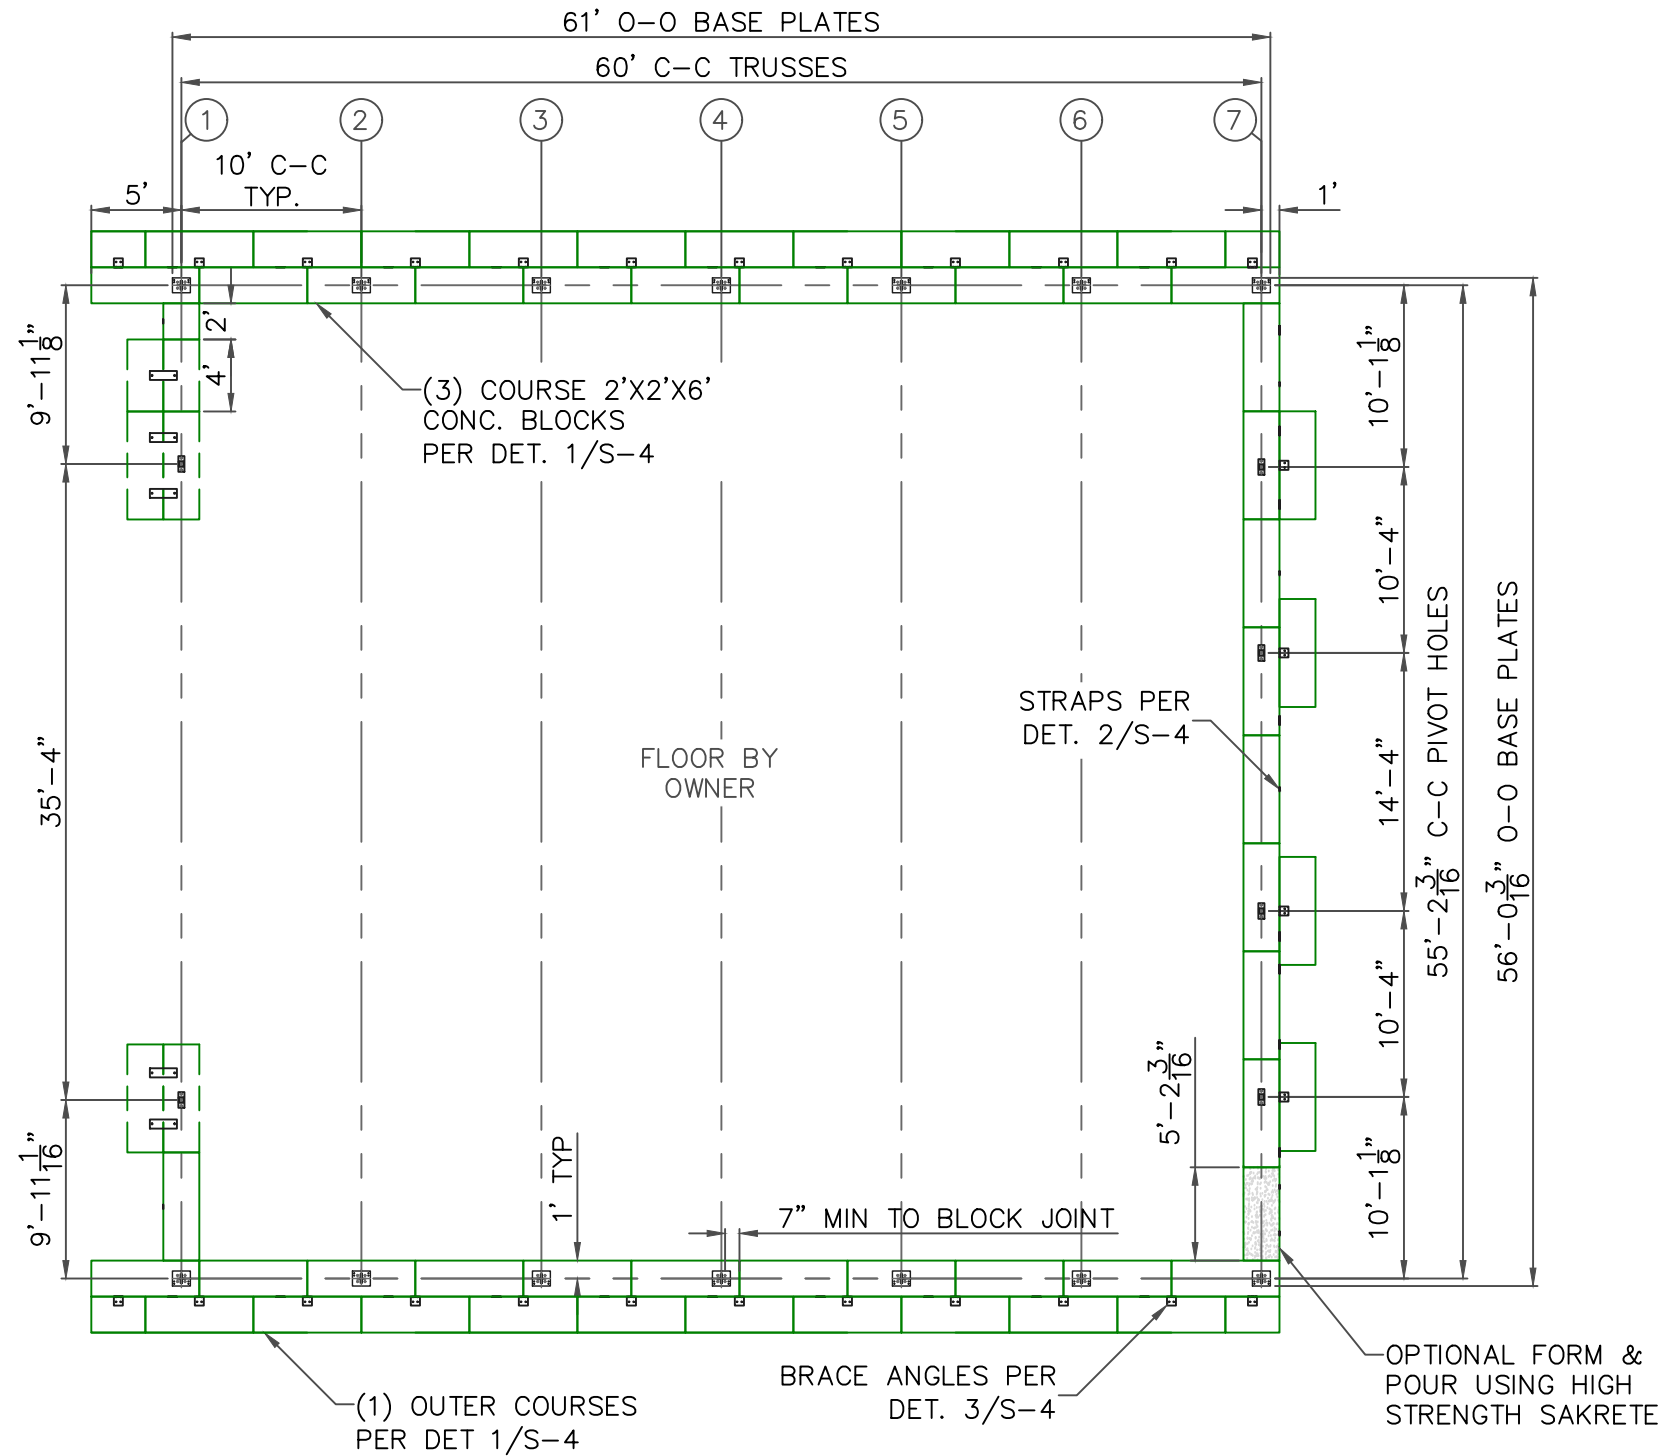 61' O-O BASE PLATES
60' C-C TRUSSES
1
2
3
4
5
6
7
10' C-C
TYP.
5'
1'
2'
4'
9'-11 1/8"
35'-4"
9'-11 1/16"
(3) COURSE 2'X2'X6'
CONC. BLOCKS
PER DET. 1/S-4
FLOOR BY
OWNER
STRAPS PER
DET. 2/S-4
10'-1 1/8"
10'-4"
14'-4"
10'-4"
10'-1 1/8"
55'-2 3/16" C-C PIVOT HOLES
56'-0 3/16" O-O BASE PLATES
5'-2 3/16"
1' TYP
7" MIN TO BLOCK JOINT
BRACE ANGLES PER
DET. 3/S-4
(1) OUTER COURSES
PER DET 1/S-4
OPTIONAL FORM &
POUR USING HIGH
STRENGTH SAKRETE